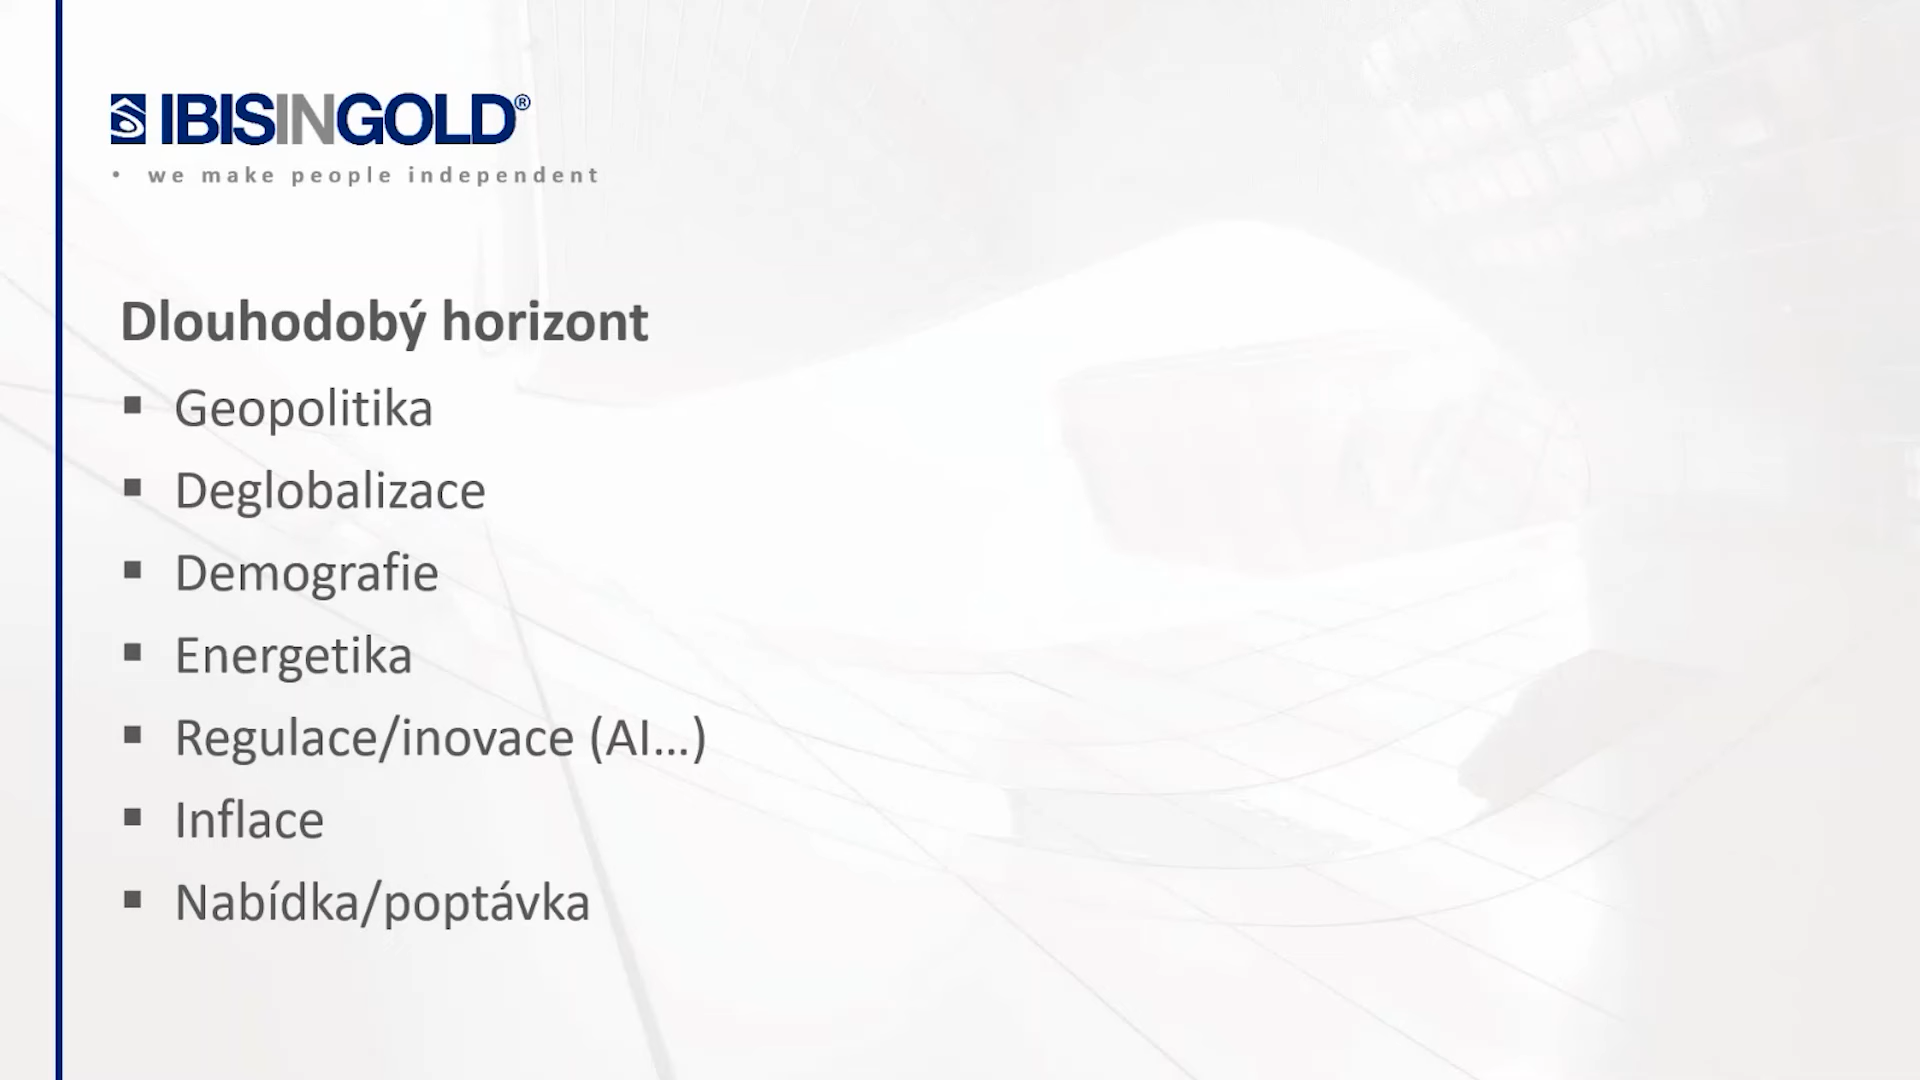 IBISINGOLD®
• we make people independent
Dlouhodobý horizont
▪ Geopolitika
▪ Deglobalizace
▪ Demografie
▪ Energetika
▪ Regulace/inovace (AI…)
▪ Inflace
▪ Nabídka/poptávka